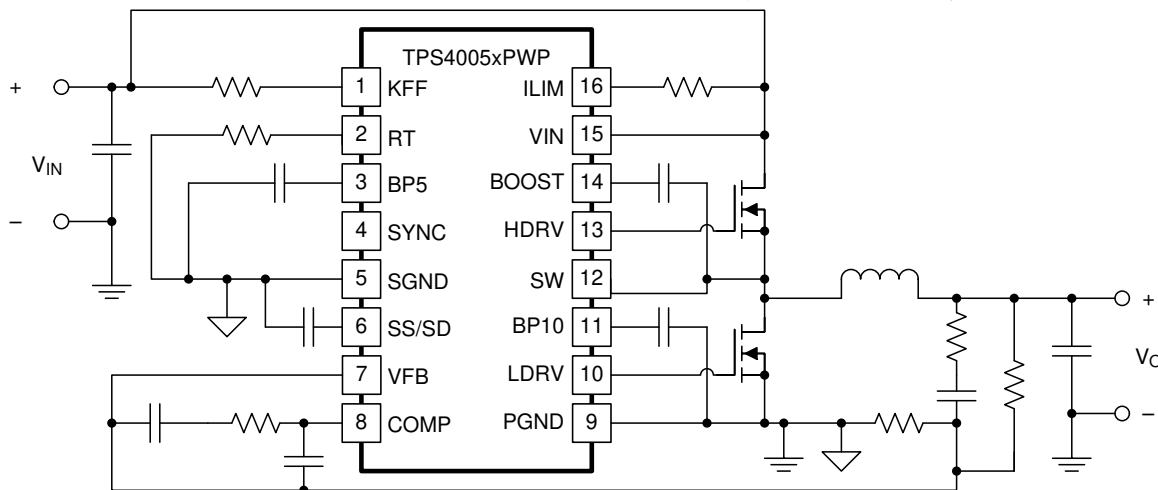 TPS4005xPWP
+
1 KFF
ILIM 16
2 RT
VIN 15
VIN
3 BP5
BOOST 14
4 SYNC
HDRV 13
–
5 SGND
SW 12
+
6 SS/SD
BP10 11
7 VFB
LDRV 10
VO
8 COMP
PGND 9
–